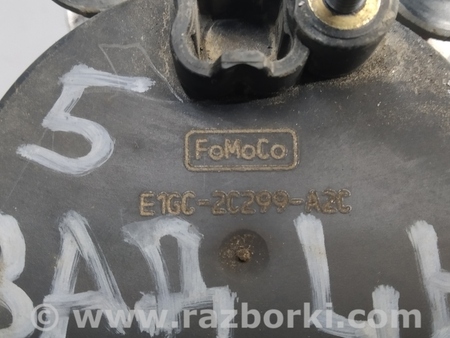 5
FoMoCo
E1GC-2C299-A2C
ЗАД L
© www.razborki.com